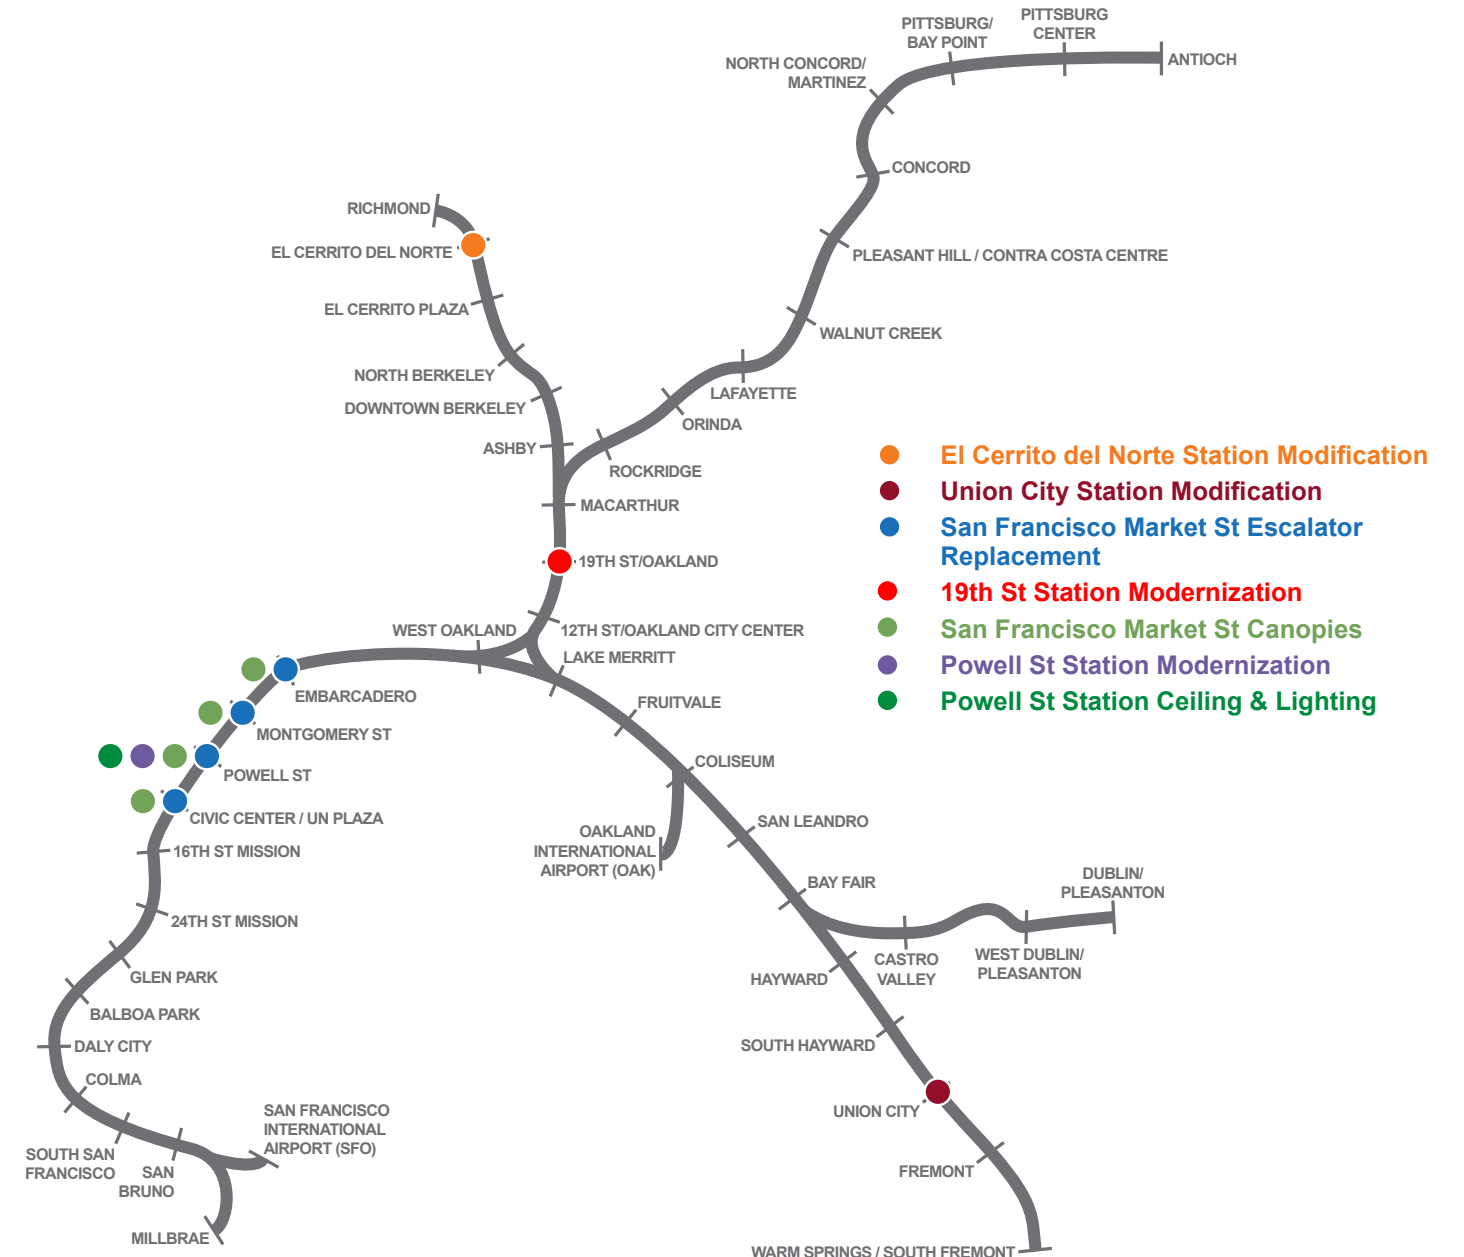 PITTSBURG/
BAY POINT
PITTSBURG
CENTER
ANTIOCH
NORTH CONCORD/
MARTINEZ
CONCORD
RICHMOND
EL CERRITO DEL NORTE
PLEASANT HILL / CONTRA COSTA CENTRE
EL CERRITO PLAZA
WALNUT CREEK
NORTH BERKELEY
LAFAYETTE
DOWNTOWN BERKELEY
ORINDA
ASHBY
ROCKRIDGE
MACARTHUR
19TH ST/OAKLAND
El Cerrito del Norte Station Modification
Union City Station Modification
San Francisco Market St Escalator
Replacement
19th St Station Modernization
San Francisco Market St Canopies
Powell St Station Modernization
Powell St Station Ceiling & Lighting
WEST OAKLAND
12TH ST/OAKLAND CITY CENTER
LAKE MERRITT
EMBARCADERO
FRUITVALE
MONTGOMERY ST
COLISEUM
POWELL ST
CIVIC CENTER / UN PLAZA
SAN LEANDRO
OAKLAND
INTERNATIONAL
AIRPORT (OAK)
16TH ST MISSION
BAY FAIR
DUBLIN/
PLEASANTON
24TH ST MISSION
CASTRO
VALLEY
WEST DUBLIN/
PLEASANTON
GLEN PARK
HAYWARD
BALBOA PARK
DALY CITY
SOUTH HAYWARD
COLMA
SAN FRANCISCO
INTERNATIONAL
AIRPORT (SFO)
UNION CITY
SOUTH SAN
FRANCISCO
SAN
BRUNO
FREMONT
MILLBRAE
WARM SPRINGS / SOUTH FREMONT